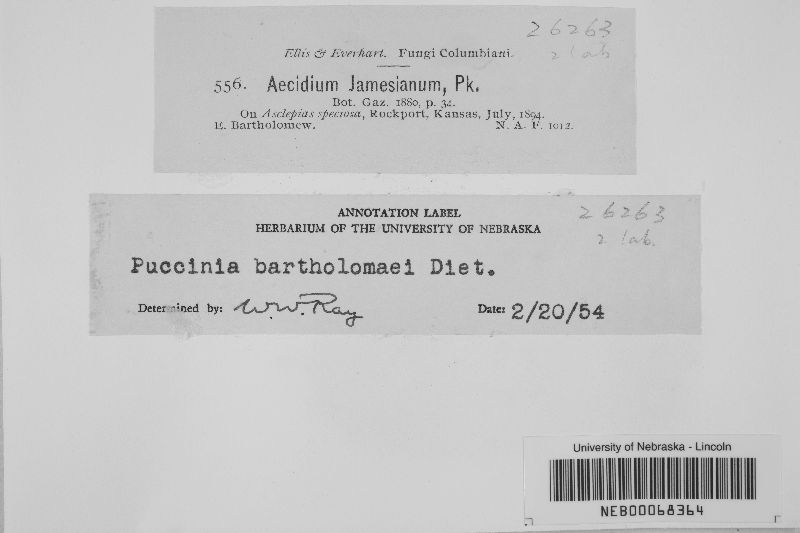 26263
2 lab
Ellis & Everhart. Fungi Columbiani.
556. Aecidium Jamesianum, Pk.
Bot. Gaz. 1880, p. 34.
On Asclepias speciosa, Rockport, Kansas, July, 1894.
E. Bartholomew. N. A. F. 1012.
ANNOTATION LABEL
HERBARIUM OF THE UNIVERSITY OF NEBRASKA
26263
2 lab.
Puccinia bartholomaei Diet.
Determined by: W.W. Ray Date: 2/20/54
University of Nebraska - Lincoln
NEB00068364